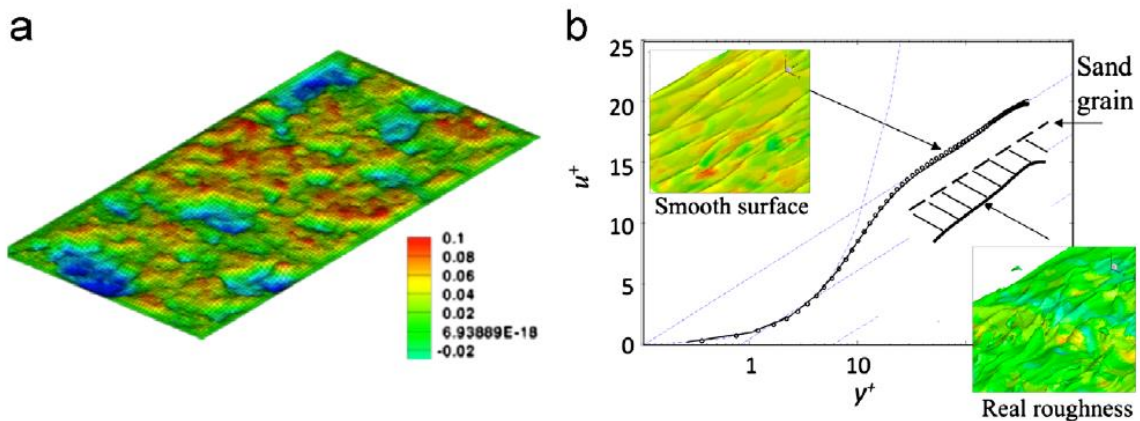 a
0.1
0.08
0.06
0.04
0.02
6.93889E-18
-0.02
b
25
20
15
10
5
0
u+
1
10
y+
Smooth surface
Sand
grain
Real roughness